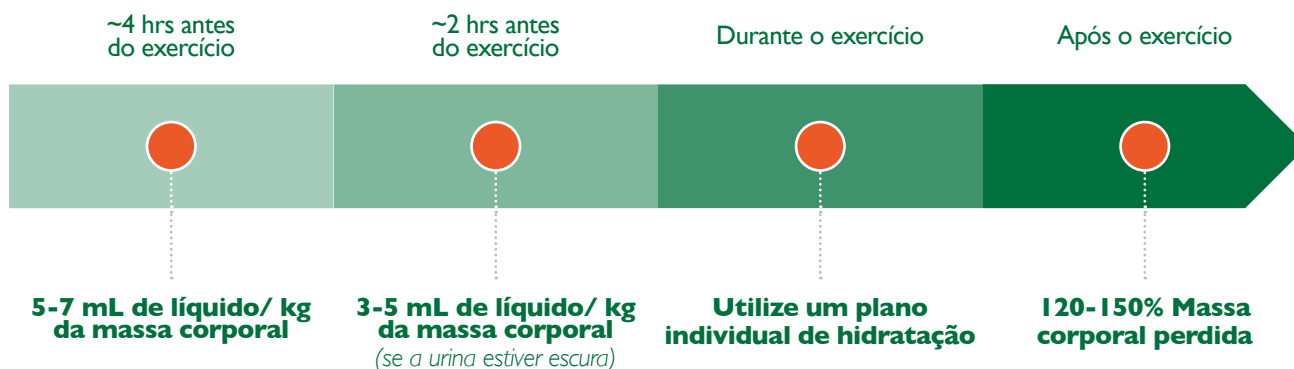 ~4 hrs antes
do exercício
~2 hrs antes
do exercício
Durante o exercício
Após o exercício
5-7 mL de líquido/ kg
da massa corporal
3-5 mL de líquido/ kg
da massa corporal
(se a urina estiver escura)
Utilize um plano
individual de hidratação
120-150% Massa
corporal perdida